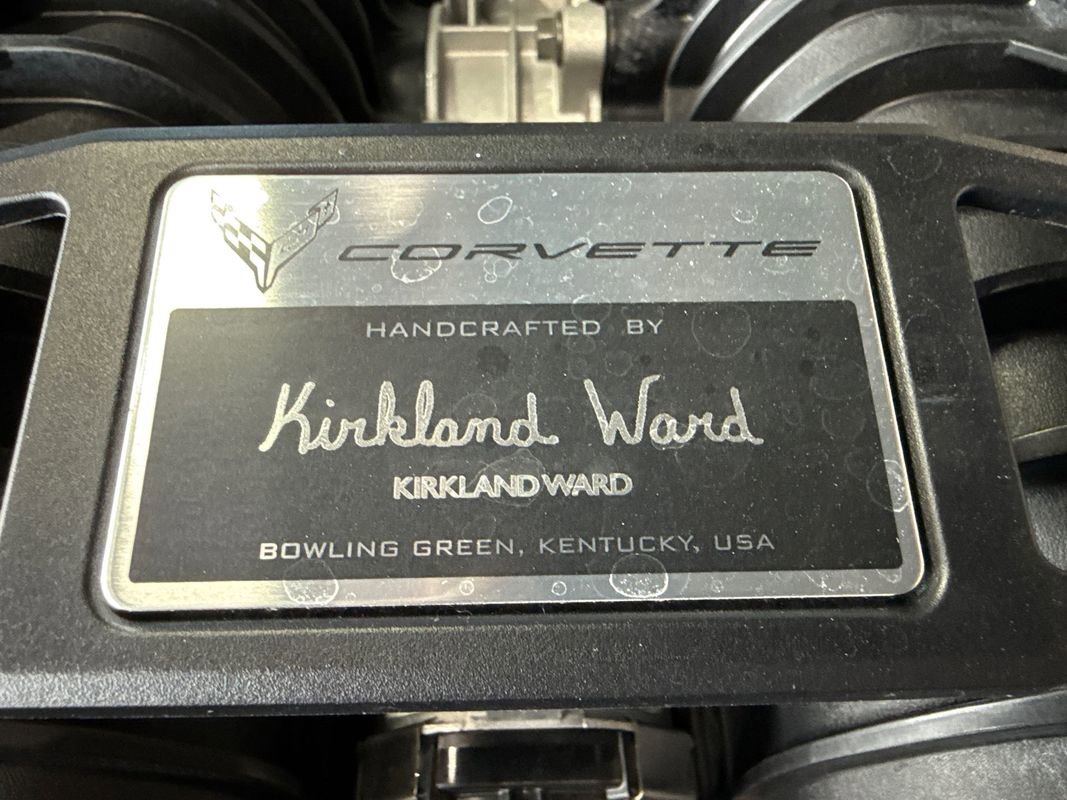 CORVETTE
HANDCRAFTED BY
Kirkland Ward
KIRKLAND WARD
BOWLING GREEN, KENTUCKY, USA